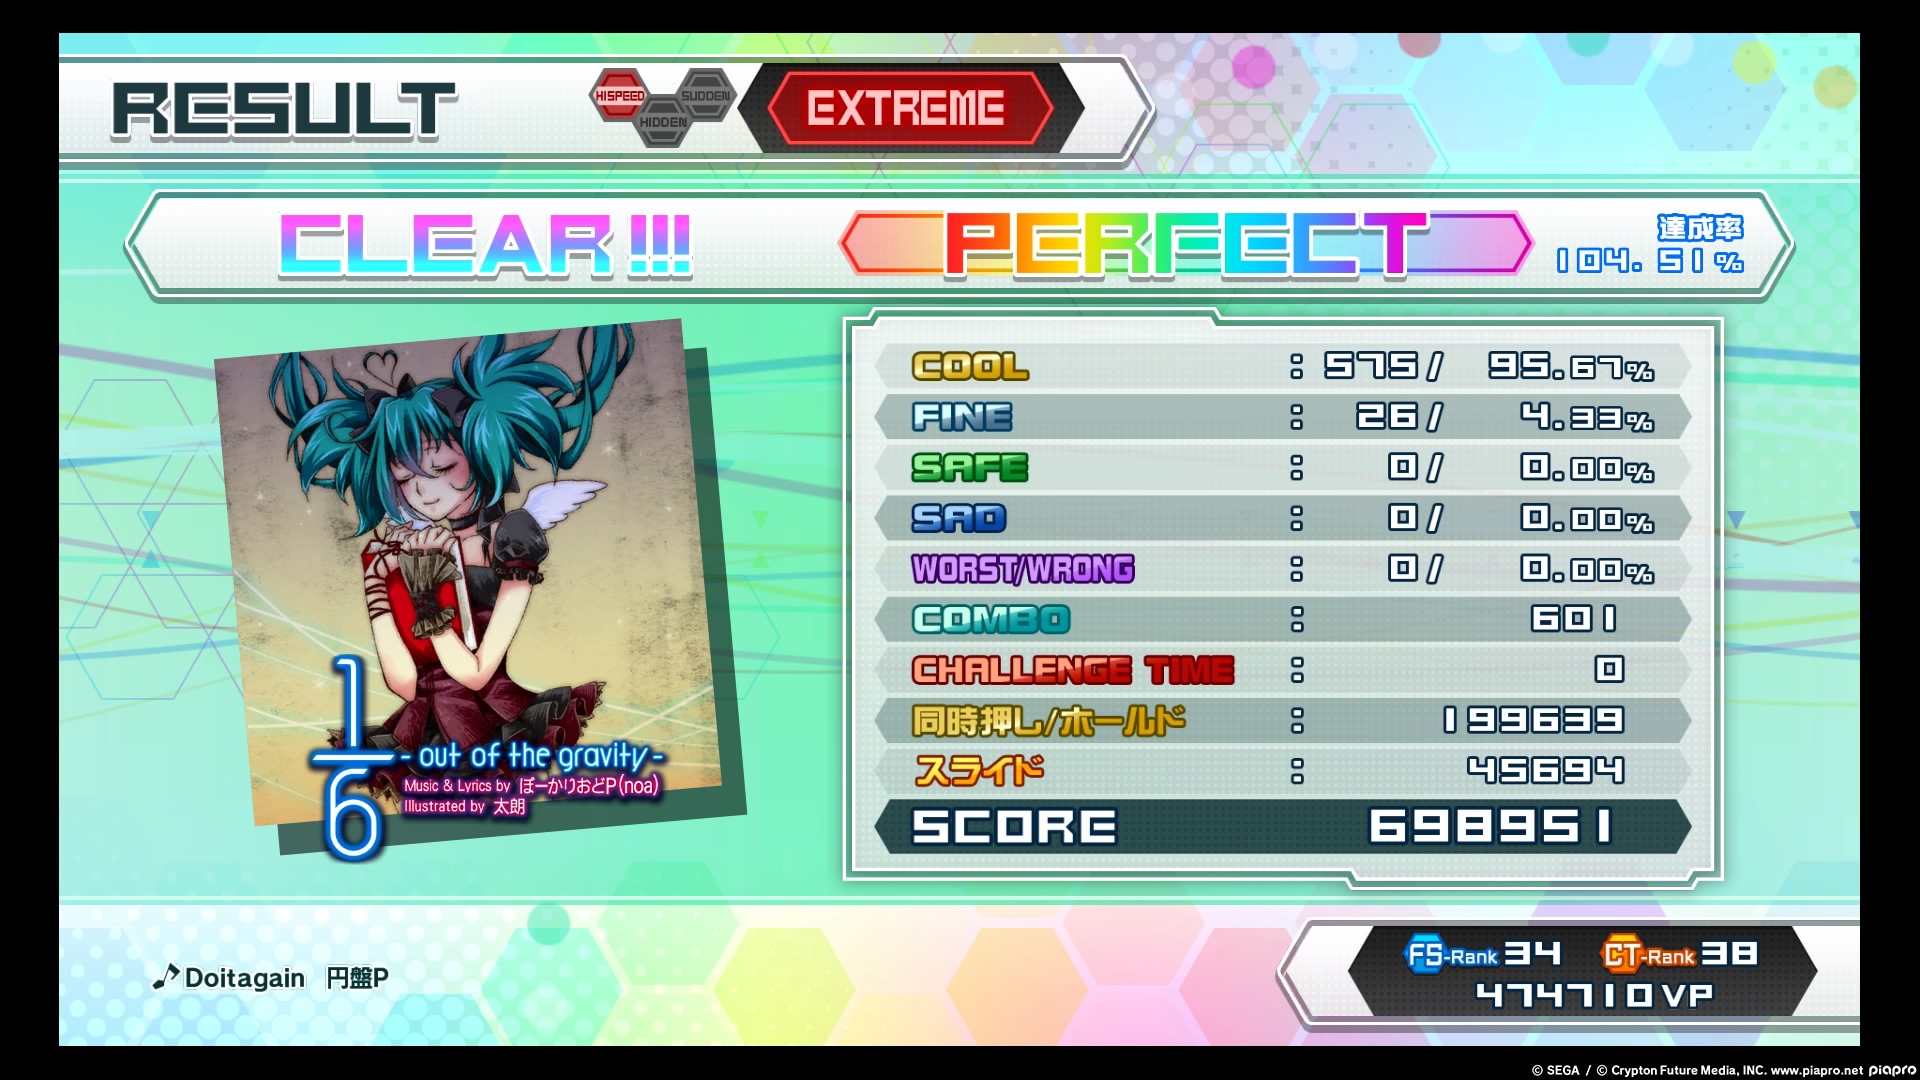 RESULT
HISPEED
HIDDEN
SUDDEN
EXTREME
CLEAR!!!
PERFECT
達成率
104.51%
COOL : 575/ 95.67%
FINE : 26/ 4.33%
SAFE : 0/ 0.00%
SAD : 0/ 0.00%
WORST/WRONG : 0/ 0.00%
COMBO : 601
CHALLENGE TIME : 0
同時押し/ホールド : 199639
スライド : 45694
SCORE 698951
1
6
- out of the gravity -
Music & Lyrics by ぼーかりおどP(noa)
Illustrated by 太朗
♪Doitagain 円盤P
FS-Rank 34 CT-Rank 38
474710VP
© SEGA / © Crypton Future Media, INC. www.piapro.net piapro